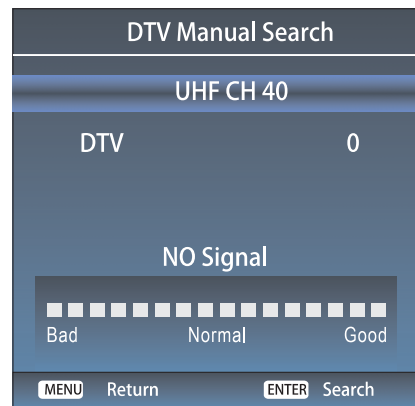 DTV Manual Search
UHF CH 40
DTV 0
NO Signal
Bad Normal Good
MENU Return ENTER Search